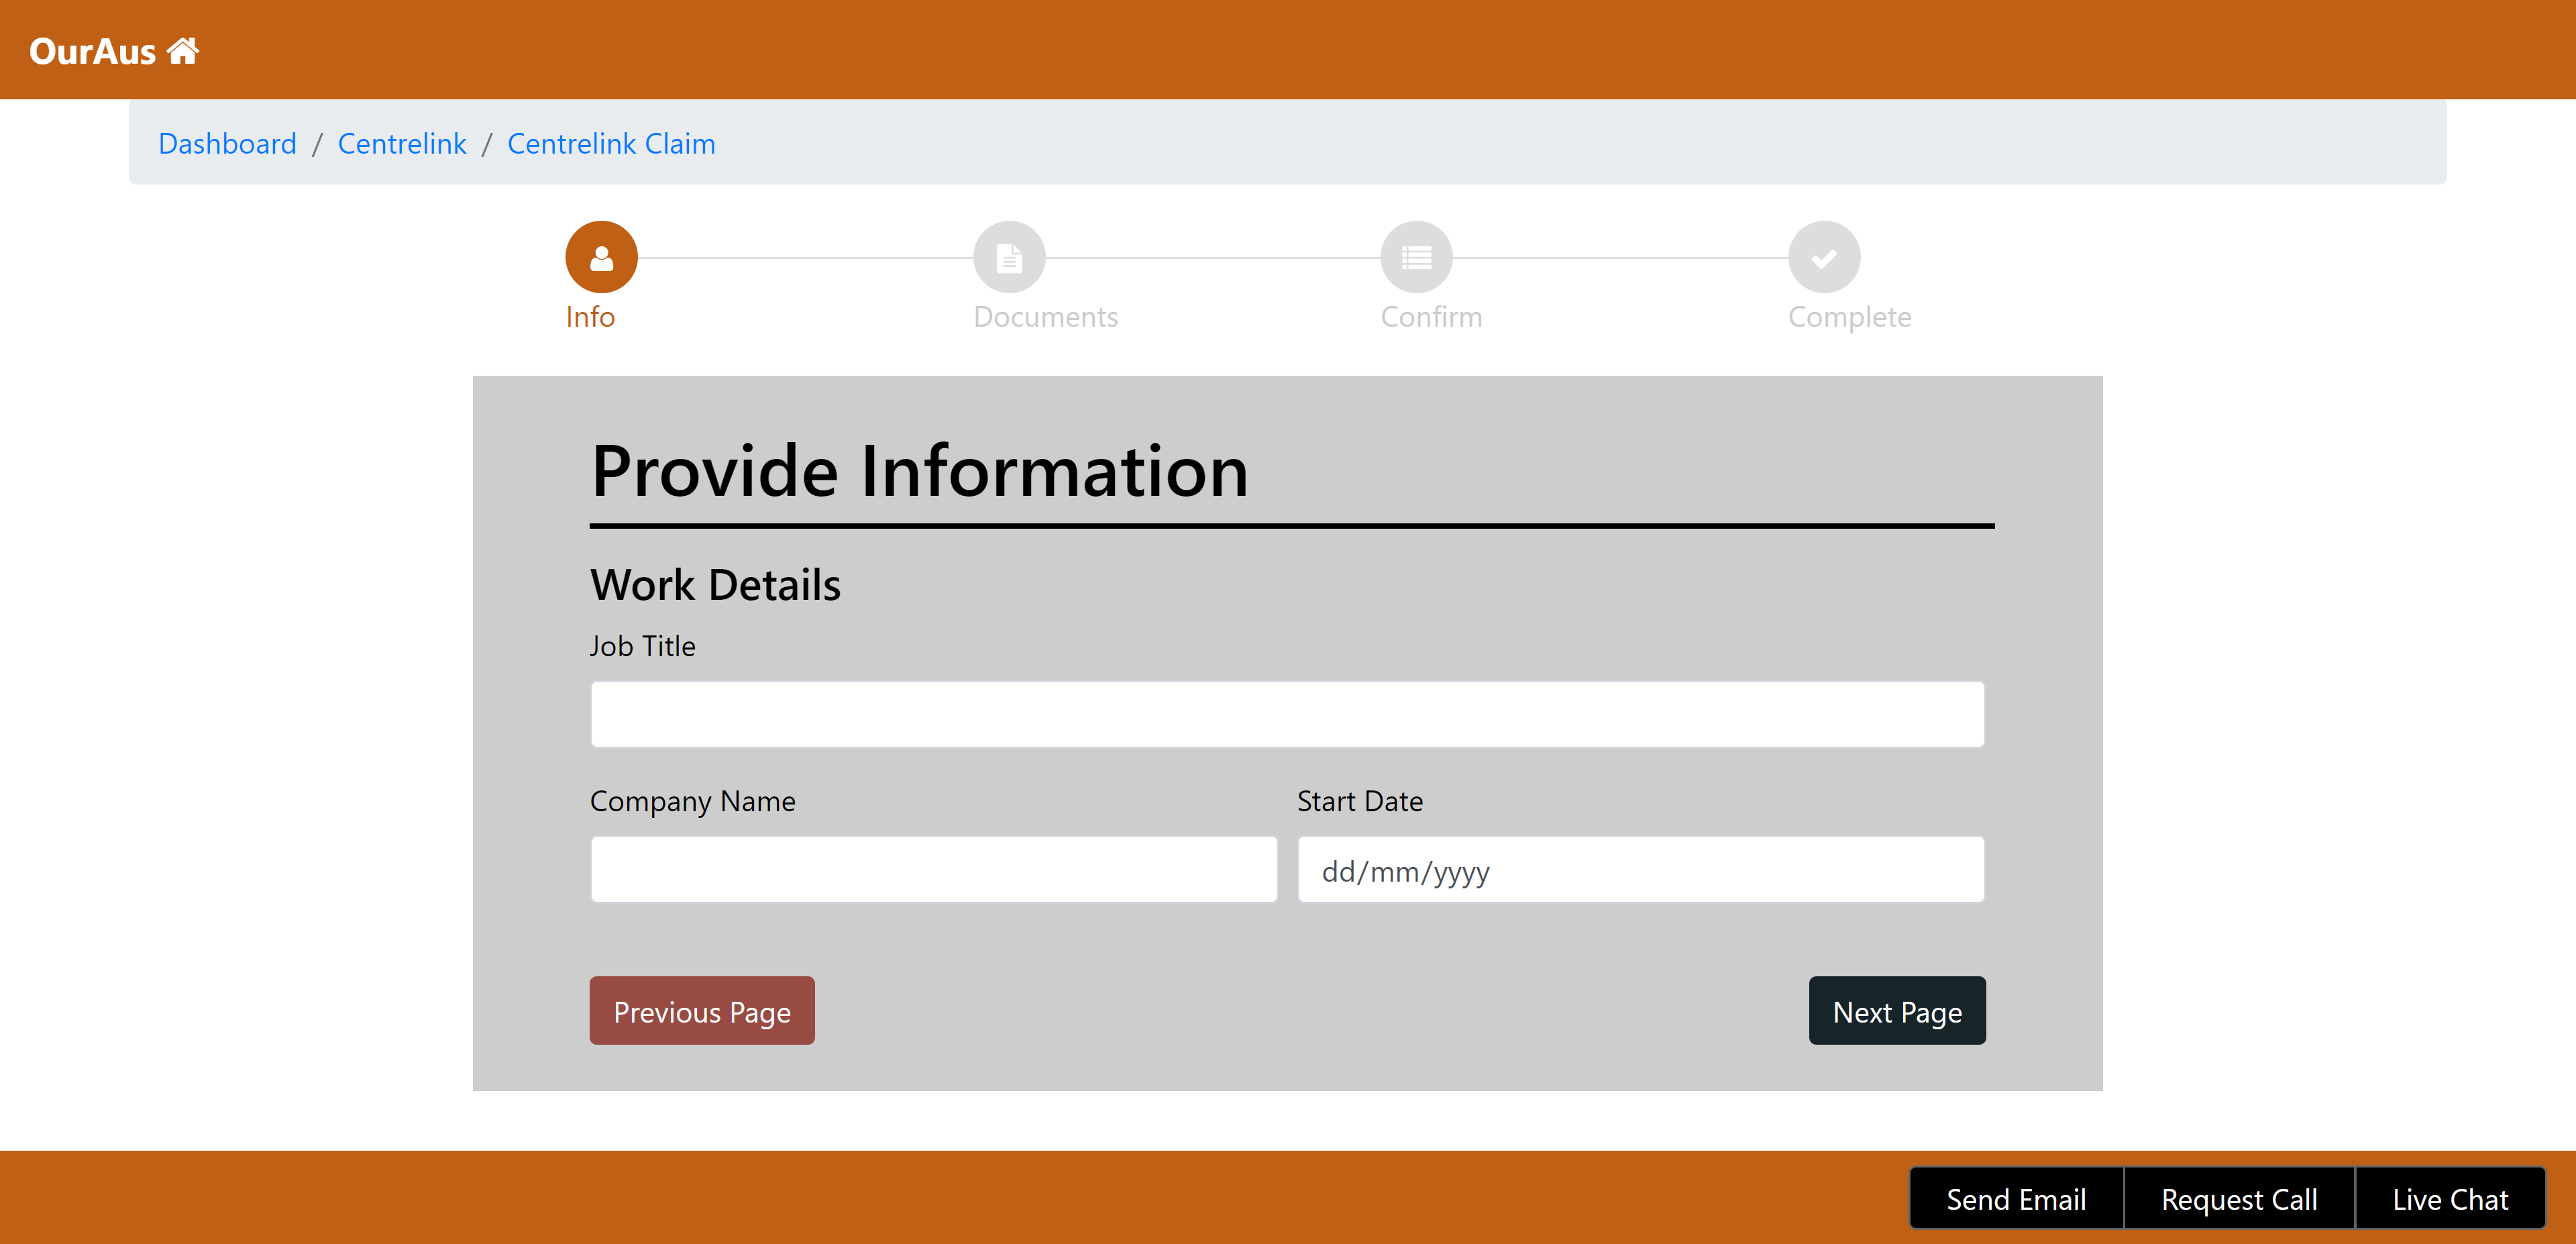 OurAus
Dashboard / Centrelink / Centrelink Claim
Info
Documents
Confirm
Complete
Provide Information
Work Details
Job Title
Company Name
Start Date
dd/mm/yyyy
Previous Page
Next Page
Send Email
Request Call
Live Chat